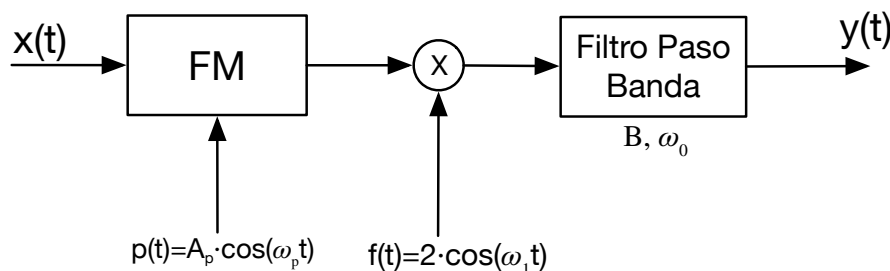 x(t)
FM
X
Filtro Paso
Banda
y(t)
B, ω₀
p(t)=Aₚ·cos(ωₚt)
f(t)=2·cos(ω₁t)